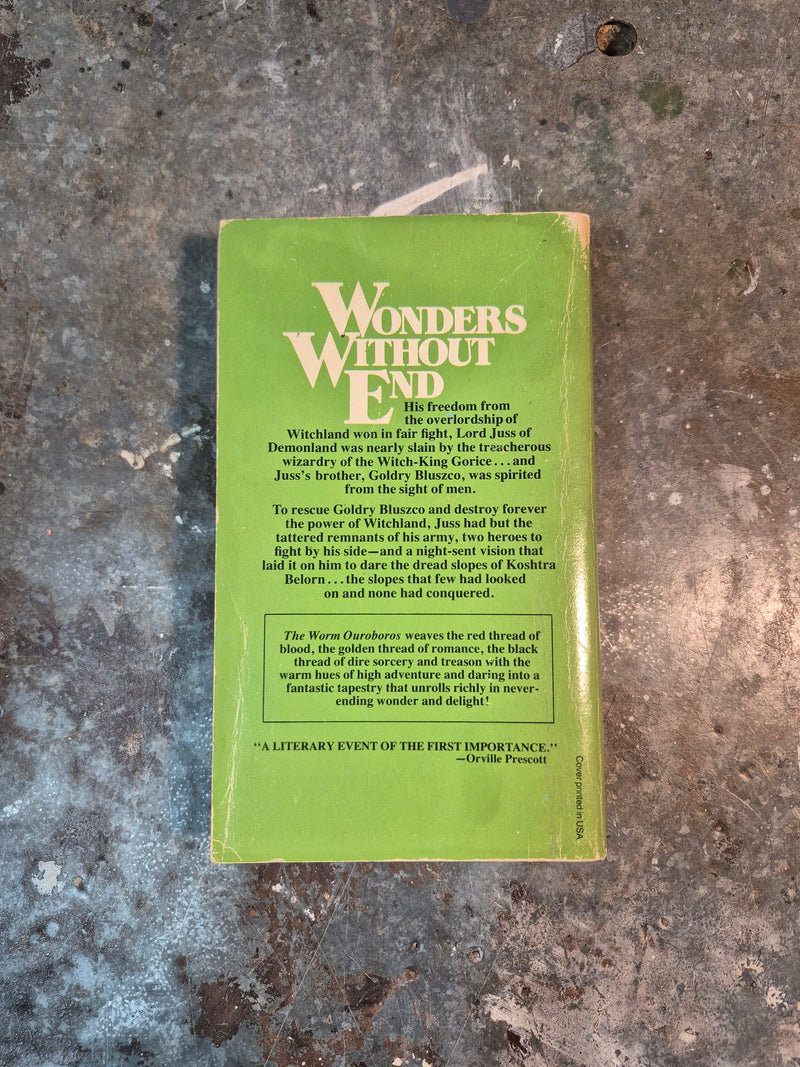 WONDERS
WITHOUT
END
His freedom from
the overlordship of
Witchland won in fair fight, Lord Juss of
Demonland was nearly slain by the treacherous
wizardry of the Witch-King Gorice...and
Juss's brother, Goldry Bluszco, was spirited
from the sight of men.
To rescue Goldry Bluszco and destroy forever
the power of Witchland, Juss had but the
tattered remnants of his army, two heroes to
fight by his side—and a night-sent vision that
laid it on him to dare the dread slopes of Koshtra
Belorn...the slopes that few had looked
on and none had conquered.
The Worm Ouroboros weaves the red thread of
blood, the golden thread of romance, the black
thread of dire sorcery and treason with the
warm hues of high adventure and daring into a
fantastic tapestry that unrolls richly in never-
ending wonder and delight!
"A LITERARY EVENT OF THE FIRST IMPORTANCE."
—Orville Prescott
Cover printed in USA